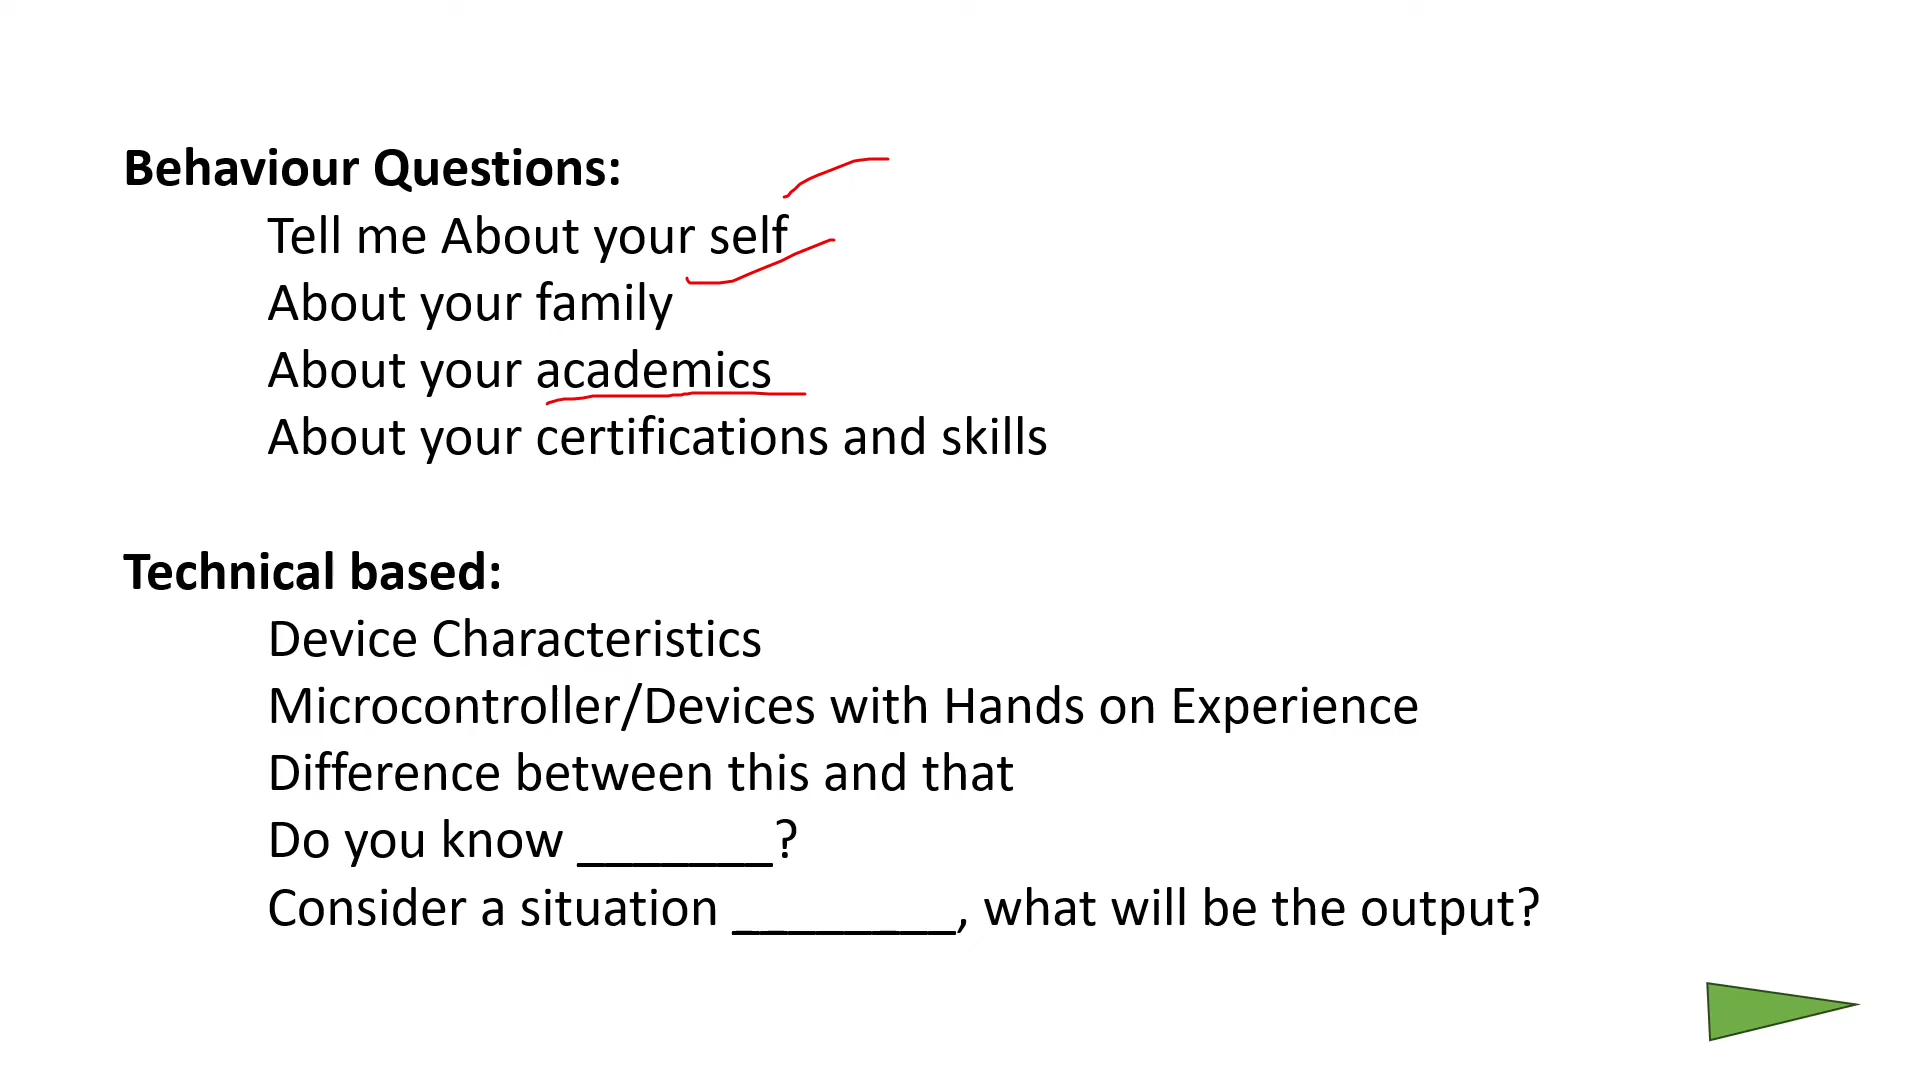 Behaviour Questions:
Tell me About your self
About your family
About your academics
About your certifications and skills
Technical based:
Device Characteristics
Microcontroller/Devices with Hands on Experience
Difference between this and that
Do you know _______?
Consider a situation ________, what will be the output?